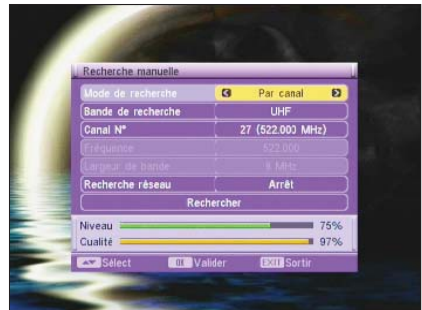 Recherche manuelle
Mode de recherche Par canal
Bande de recherche UHF
Canal N° 27 (522.000 MHz)
Fréquence 522.000
Largeur de bande 8 MHz
Recherche réseau Arrêt
Rechercher
Niveau 75%
Cualité 97%
Sélect OK Valider EXIT Sortir